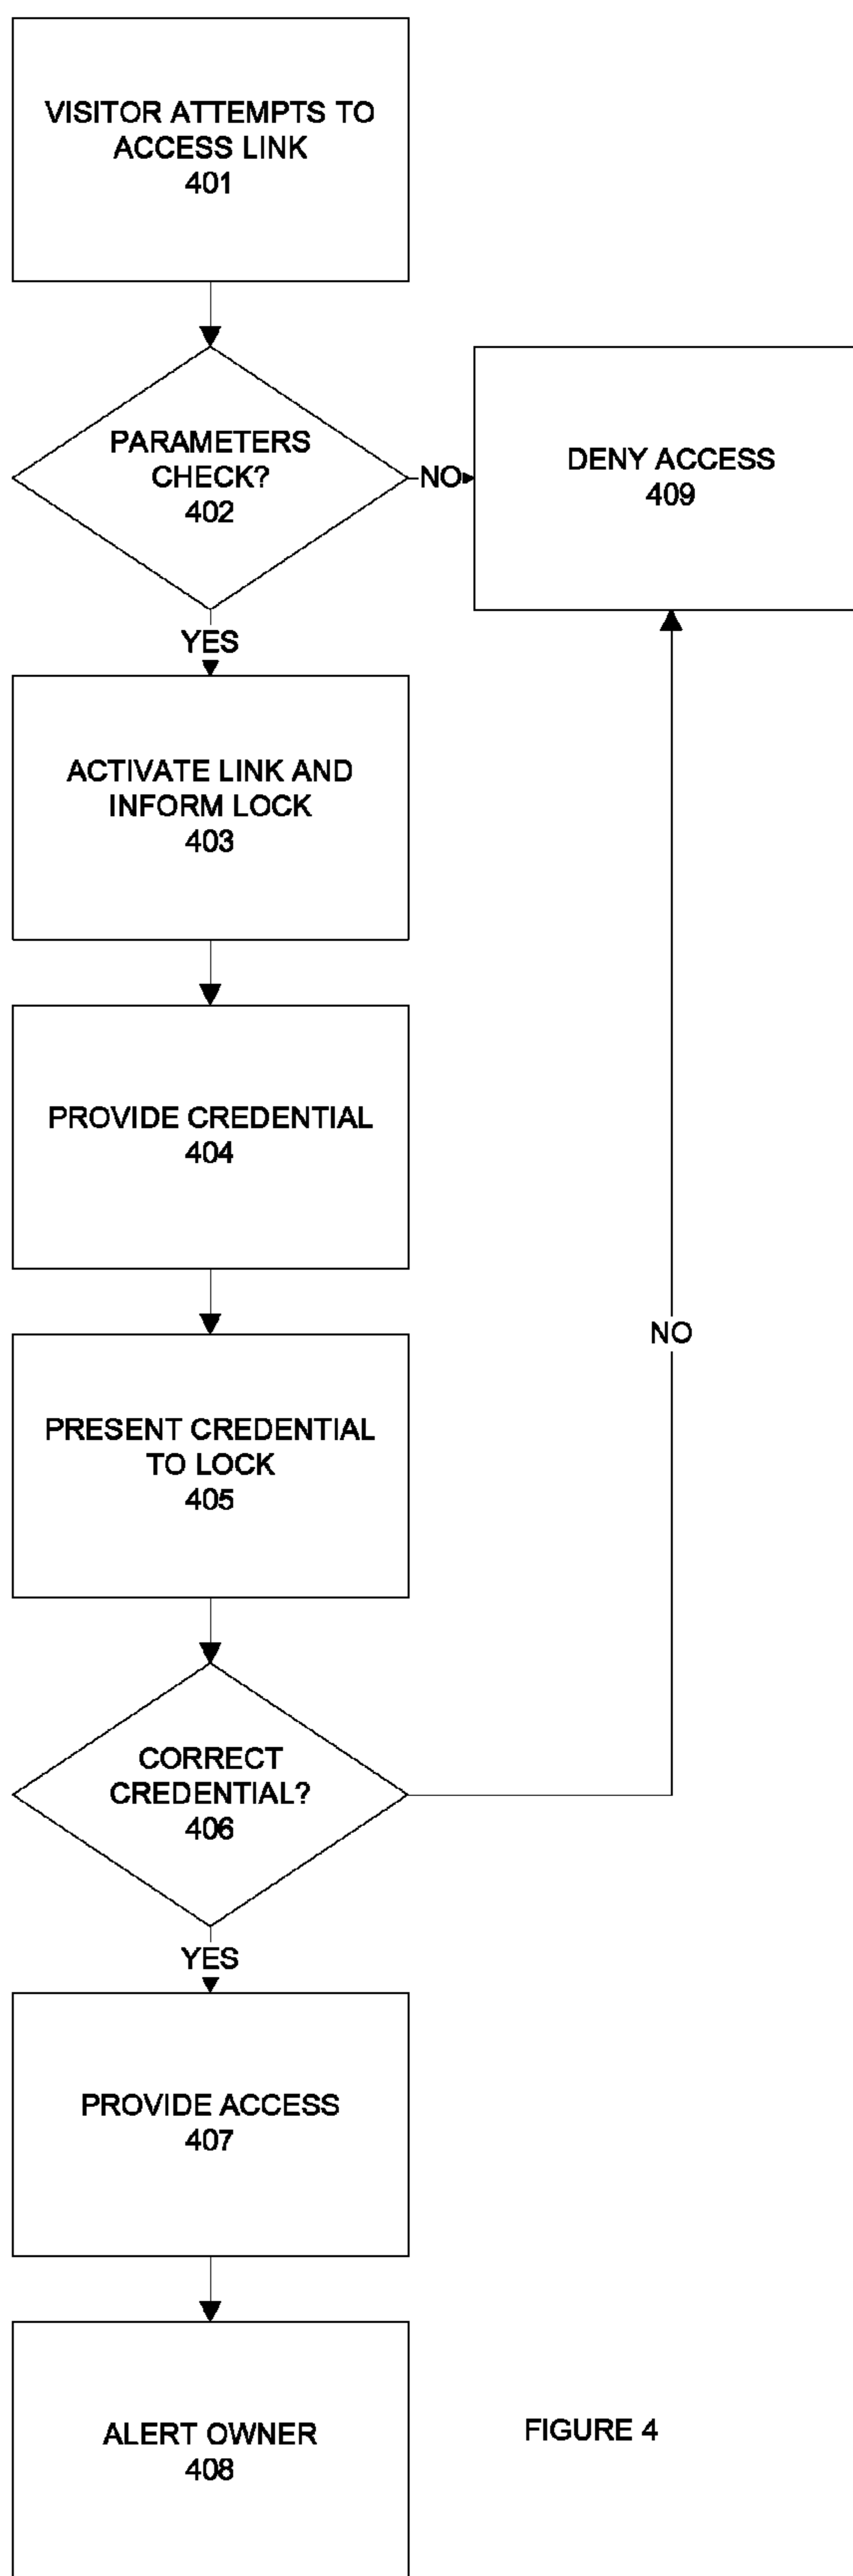 VISITOR ATTEMPTS TO
ACCESS LINK
401
PARAMETERS
CHECK?
402
NO
DENY ACCESS
409
YES
ACTIVATE LINK AND
INFORM LOCK
403
PROVIDE CREDENTIAL
404
NO
PRESENT CREDENTIAL
TO LOCK
405
CORRECT
CREDENTIAL?
406
YES
PROVIDE ACCESS
407
ALERT OWNER
408
FIGURE 4